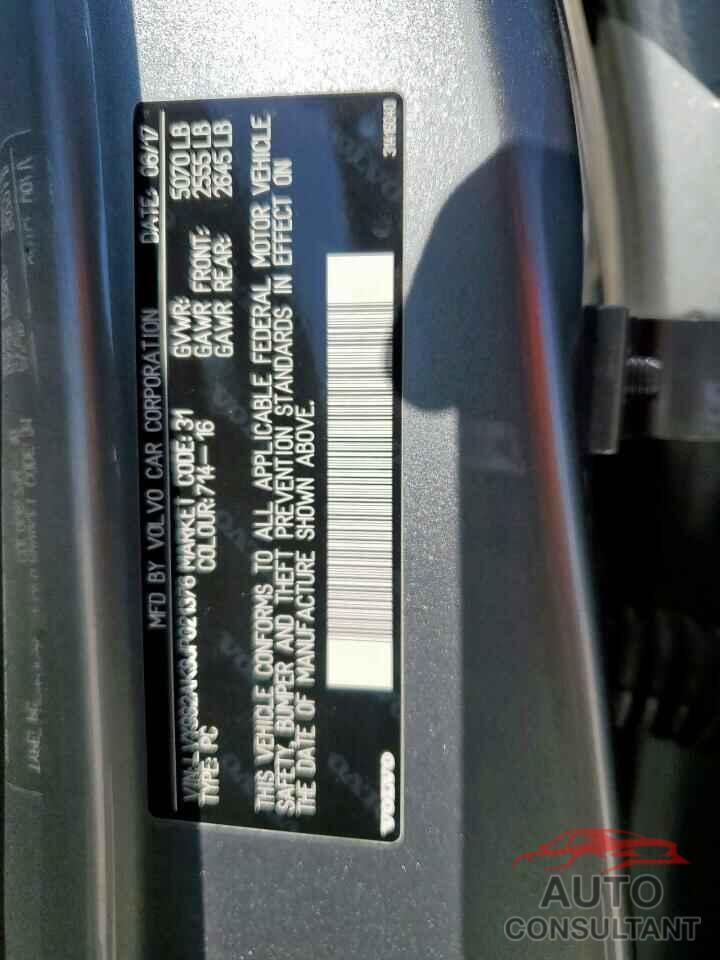 MFD BY VOLVO CAR CORPORATION DATE: 06/17
GVWR: 5070 LB
GAWR FRONT: 2555 LB
GAWR REAR: 2645 LB
MARKET CODE: 31
TYPE: PC COLOUR: 714-16
THIS VEHICLE CONFORMS TO ALL APPLICABLE FEDERAL MOTOR VEHICLE
SAFETY, BUMPER AND THEFT PREVENTION STANDARDS IN EFFECT ON
THE DATE OF MANUFACTURE SHOWN ABOVE.
VOLVO
AUTO
CONSULTANT